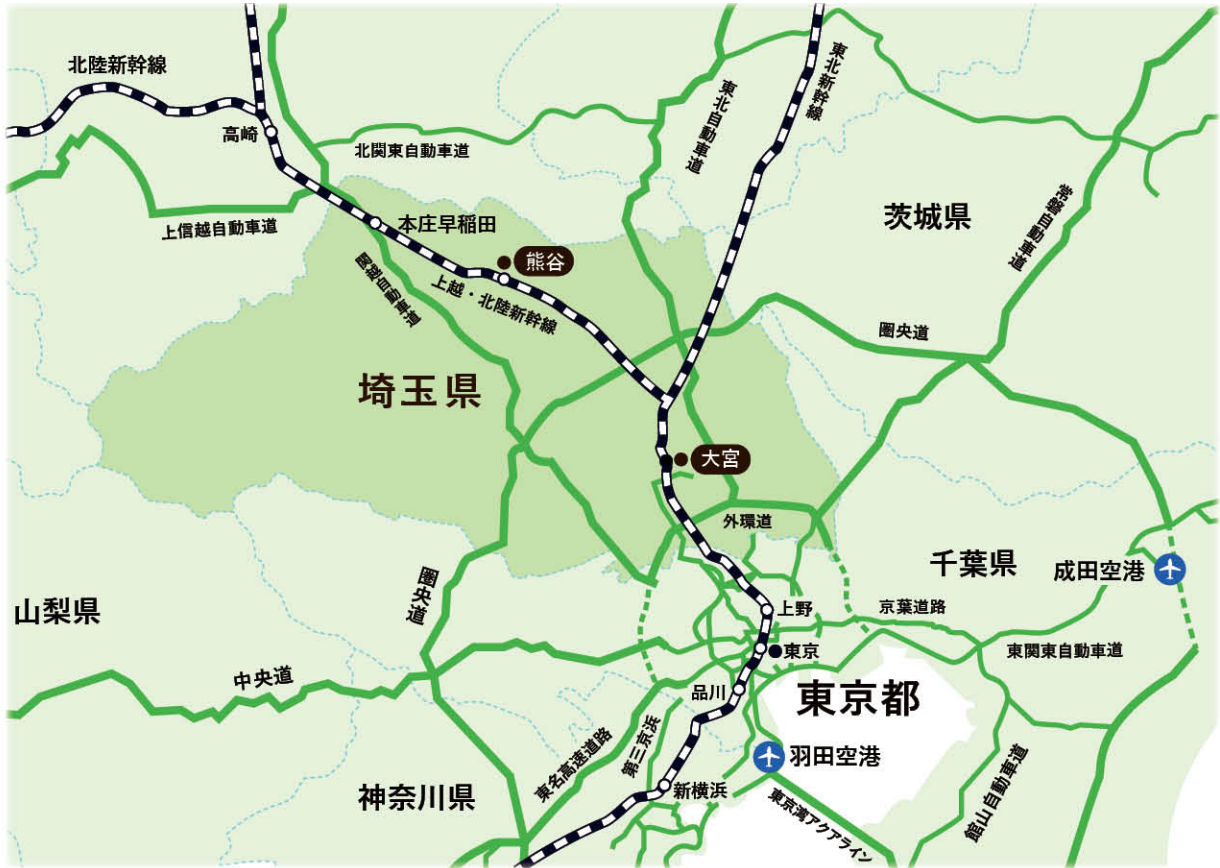 北陸新幹線
東北新幹線
東北自動車道
高崎
北関東自動車道
常磐自動車道
茨城県
上信越自動車道
本庄早稲田
熊谷
関越自動車道
上越・北陸新幹線
圏央道
埼玉県
大宮
外環道
千葉県
成田空港
圏央道
山梨県
上野
京葉道路
東京
東関東自動車道
中央道
品川
東京都
第三京浜
東名高速道路
羽田空港
神奈川県
新横浜
東京湾アクアライン
館山自動車道